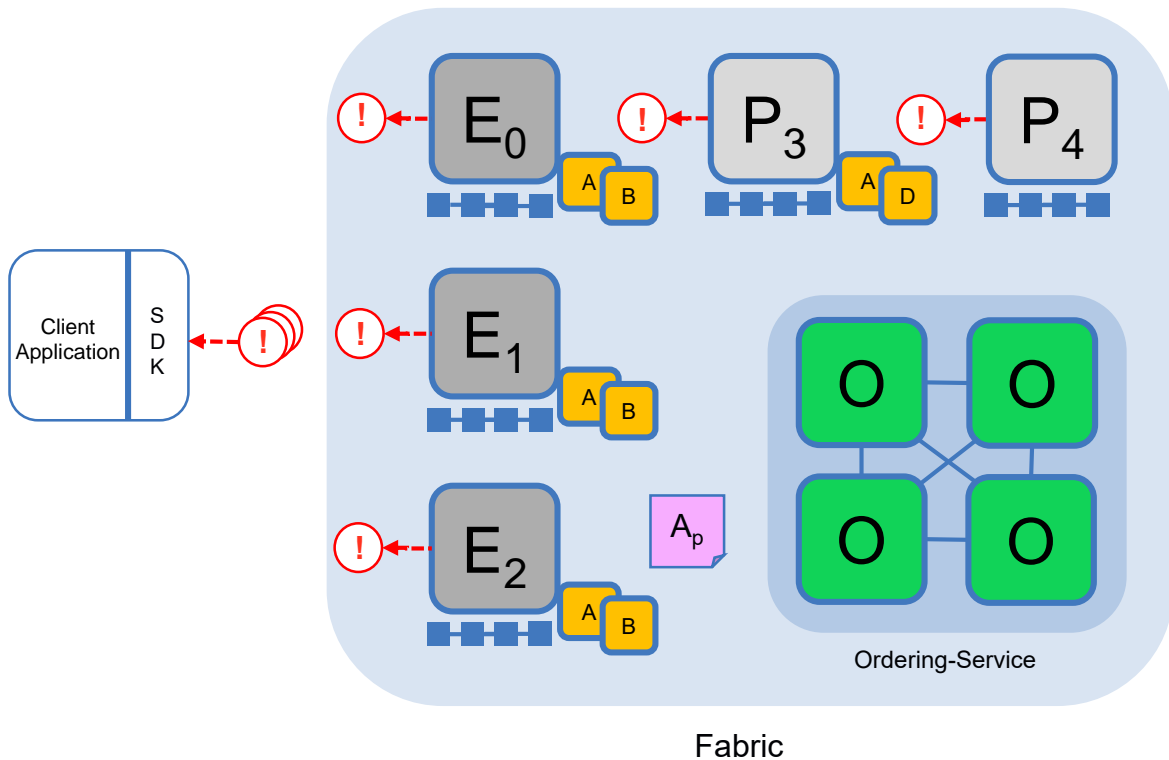 ! E0 A B
! P3 A D
! P4
Client
Application
S
D
K
!
! E1 A B
O O
! E2 A B
Ap
O O
Ordering-Service
Fabric